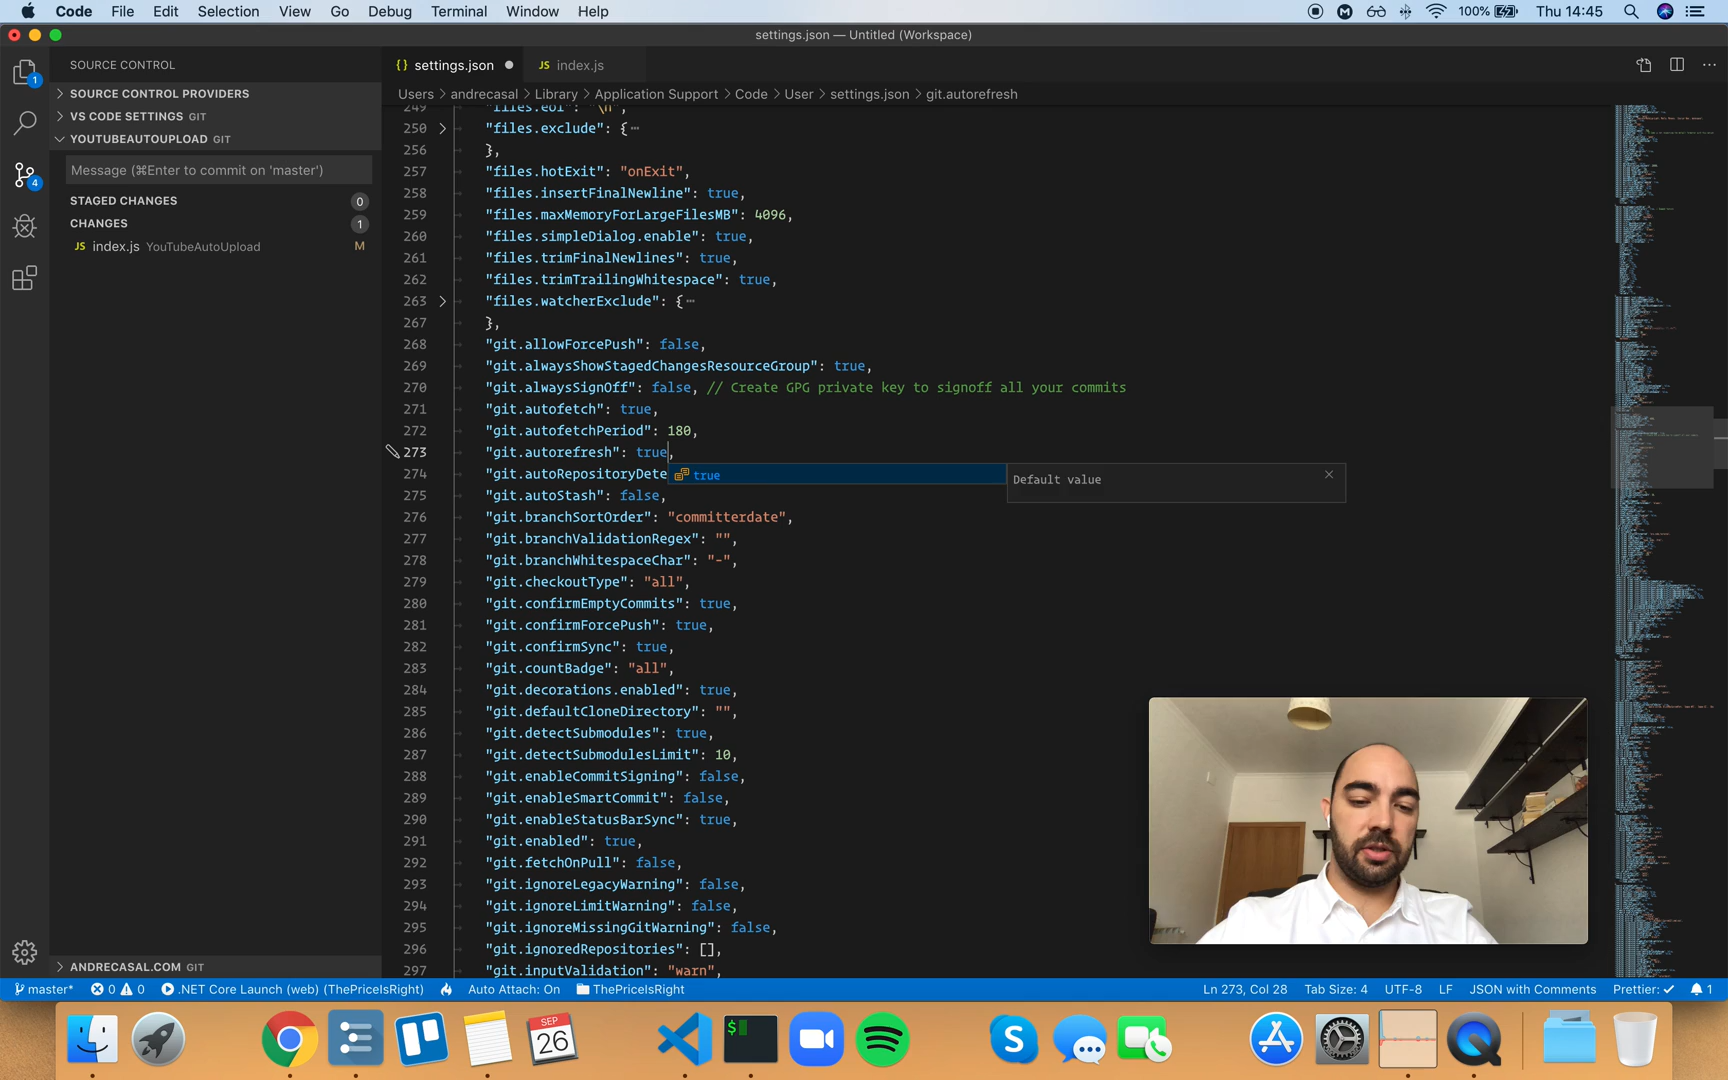 Code File Edit Selection View Go Debug Terminal Window Help 100% Thu 14:45
settings.json — Untitled (Workspace)
SOURCE CONTROL
{ } settings.json
JS index.js
SOURCE CONTROL PROVIDERS
Users > andrecasal > Library > Application Support > Code > User > settings.json > git.autorefresh
VS CODE SETTINGS GIT
YOUTUBEAUTOUPLOAD GIT
Message (⌘Enter to commit on 'master')
STAGED CHANGES 0
CHANGES 1
JS index.js YouTubeAutoUpload M
1
4
249 "files.eol": "\n",
250 "files.exclude": {⋯
256 },
257 "files.hotExit": "onExit",
258 "files.insertFinalNewline": true,
259 "files.maxMemoryForLargeFilesMB": 4096,
260 "files.simpleDialog.enable": true,
261 "files.trimFinalNewlines": true,
262 "files.trimTrailingWhitespace": true,
263 "files.watcherExclude": {⋯
267 },
268 "git.allowForcePush": false,
269 "git.alwaysShowStagedChangesResourceGroup": true,
270 "git.alwaysSignOff": false, // Create GPG private key to signoff all your commits
271 "git.autofetch": true,
272 "git.autofetchPeriod": 180,
273 "git.autorefresh": true,
274 "git.autoRepositoryDete
true
Default value
275 "git.autoStash": false,
276 "git.branchSortOrder": "committerdate",
277 "git.branchValidationRegex": "",
278 "git.branchWhitespaceChar": "-",
279 "git.checkoutType": "all",
280 "git.confirmEmptyCommits": true,
281 "git.confirmForcePush": true,
282 "git.confirmSync": true,
283 "git.countBadge": "all",
284 "git.decorations.enabled": true,
285 "git.defaultCloneDirectory": "",
286 "git.detectSubmodules": true,
287 "git.detectSubmodulesLimit": 10,
288 "git.enableCommitSigning": false,
289 "git.enableSmartCommit": false,
290 "git.enableStatusBarSync": true,
291 "git.enabled": true,
292 "git.fetchOnPull": false,
293 "git.ignoreLegacyWarning": false,
294 "git.ignoreLimitWarning": false,
295 "git.ignoreMissingGitWarning": false,
296 "git.ignoredRepositories": [],
297 "git.inputValidation": "warn",
ANDRECASAL.COM GIT
master* 0 0 .NET Core Launch (web) (ThePriceIsRight) Auto Attach: On ThePriceIsRight Ln 273, Col 28 Tab Size: 4 UTF-8 LF JSON with Comments Prettier: ✓ 1
SEP
26
$